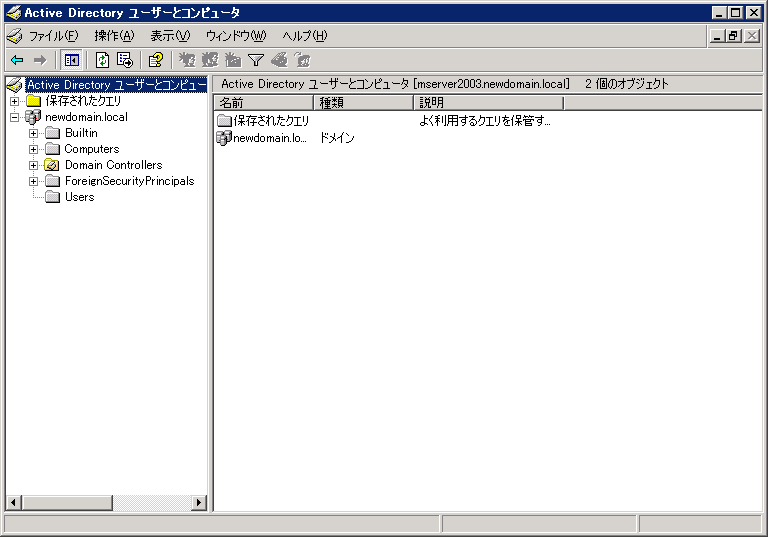 Active Directory ユーザーとコンピュータ
ファイル(F) 操作(A) 表示(V) ウィンドウ(W) ヘルプ(H)
Active Directory ユーザーとコンピュー
保存されたクエリ
newdomain.local
Builtin
Computers
Domain Controllers
ForeignSecurityPrincipals
Users
Active Directory ユーザーとコンピュータ [mserver2003.newdomain.local] 2 個のオブジェクト
名前 種類 説明
保存されたクエリ よく利用するクエリを保管す...
newdomain.lo... ドメイン